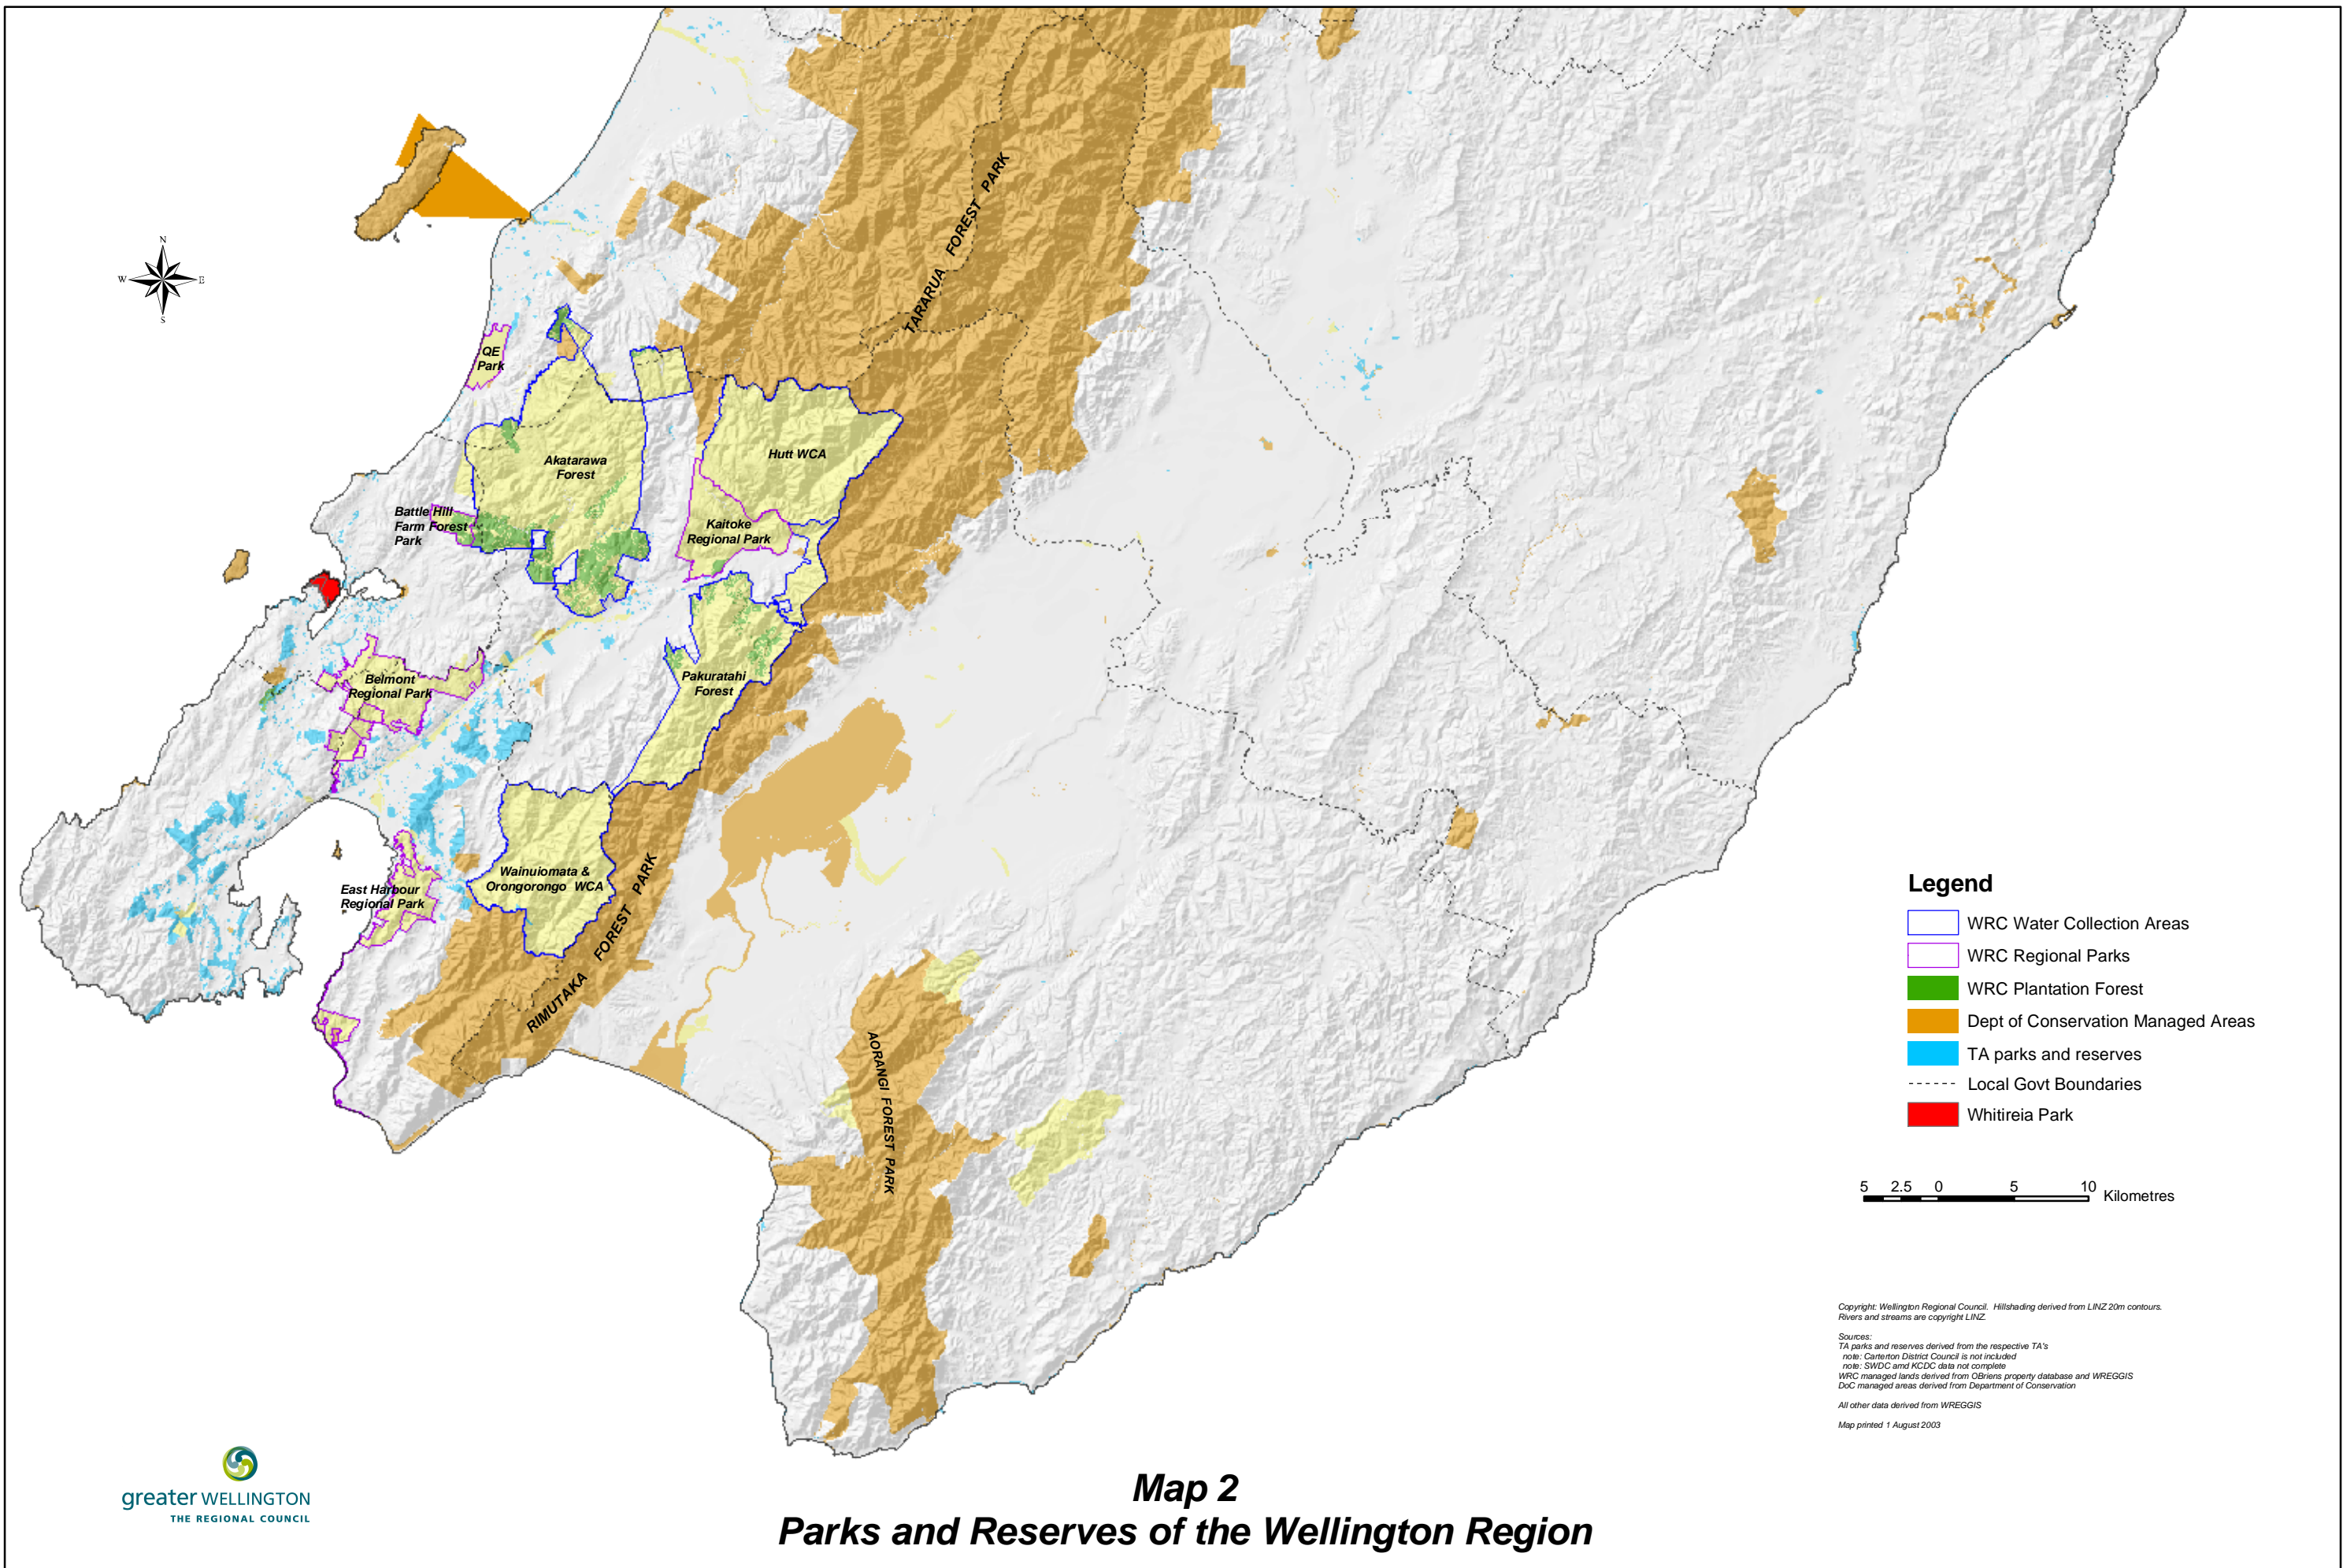 N
W
E
S
TARARUA FOREST PARK
QE
Park
Akatarawa
Forest
Hutt WCA
Battle Hill
Farm Forest
Park
Kaitoke
Regional Park
Belmont
Regional Park
Pakuratahi
Forest
Wainuiomata &
Orongorongo WCA
East Harbour
Regional Park
RIMUTAKA FOREST PARK
AORANGI FOREST PARK
Legend
WRC Water Collection Areas
WRC Regional Parks
WRC Plantation Forest
Dept of Conservation Managed Areas
TA parks and reserves
Local Govt Boundaries
Whitireia Park
5 2.5 0 5 10
Kilometres
Copyright: Wellington Regional Council. Hillshading derived from LINZ 20m contours.
Rivers and streams are copyright LINZ.
Sources:
TA parks and reserves derived from the respective TA's
note: Carterton District Council is not included
note: SWDC amd KCDC data not complete
WRC managed lands derived from OBriens property database and WREGGIS
DoC managed areas derived from Department of Conservation
All other data derived from WREGGIS
Map printed 1 August 2003
greater WELLINGTON
THE REGIONAL COUNCIL
Map 2
Parks and Reserves of the Wellington Region